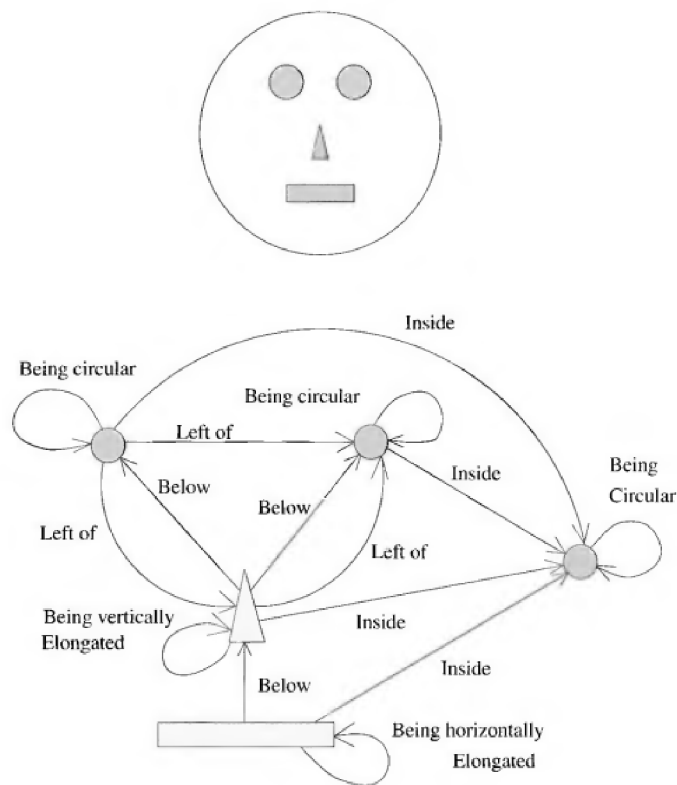 Inside
Being circular
Being circular
Left of
Inside
Being
Circular
Below
Below
Left of
Left of
Being vertically
Elongated
Inside
Inside
Below
Being horizontally
Elongated